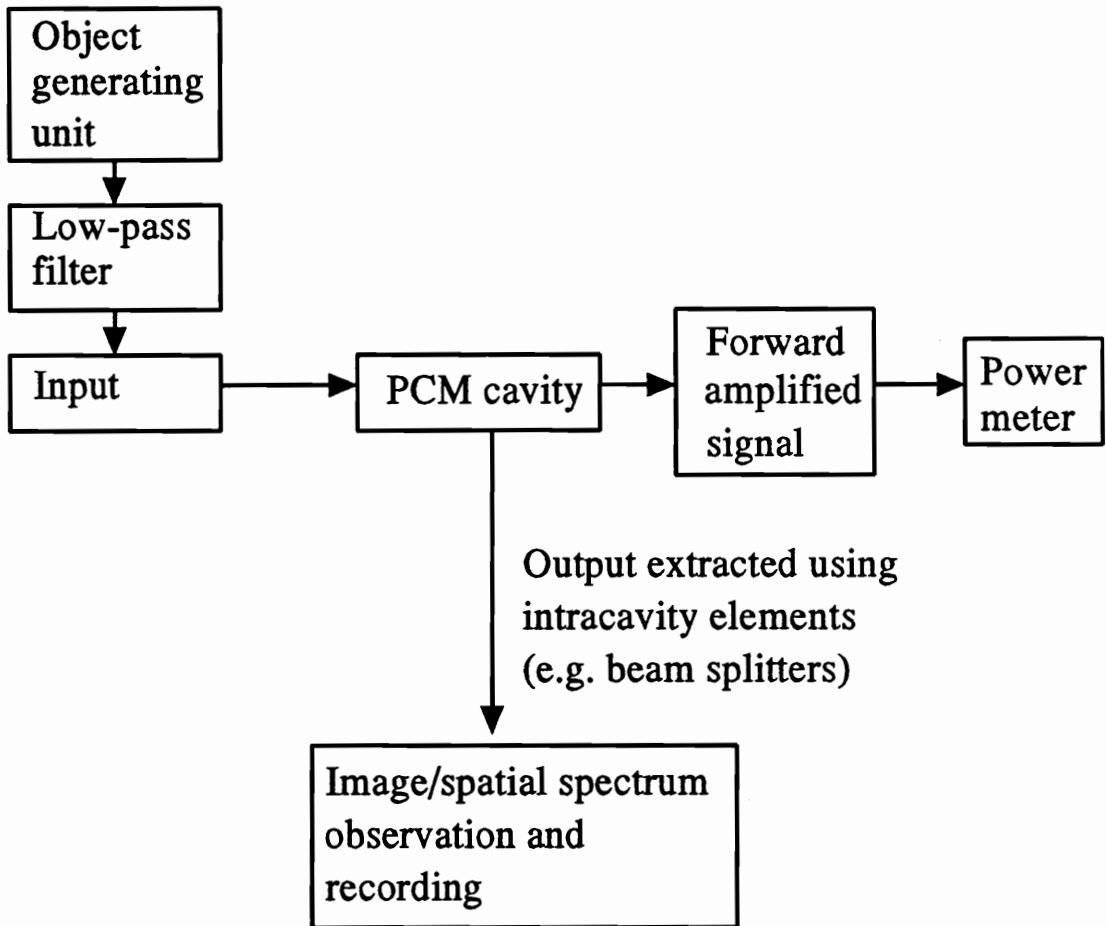 Object
generating
unit
Low-pass
filter
Input
PCM cavity
Forward
amplified
signal
Power
meter
Output extracted using
intracavity elements
(e.g. beam splitters)
Image/spatial spectrum
observation and
recording